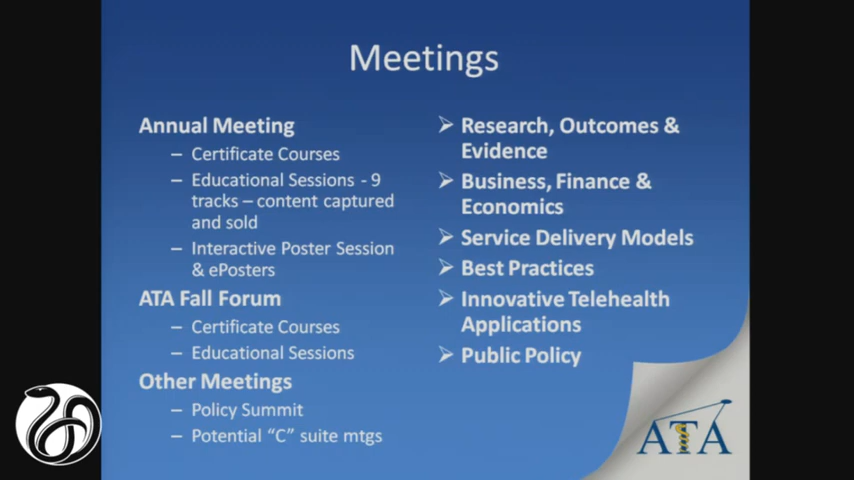 Meetings
Annual Meeting
– Certificate Courses
– Educational Sessions - 9
tracks – content captured
and sold
– Interactive Poster Session
& ePosters
ATA Fall Forum
– Certificate Courses
– Educational Sessions
Other Meetings
– Policy Summit
– Potential “C” suite mtgs
➢ Research, Outcomes &
Evidence
➢ Business, Finance &
Economics
➢ Service Delivery Models
➢ Best Practices
➢ Innovative Telehealth
Applications
➢ Public Policy
ATA